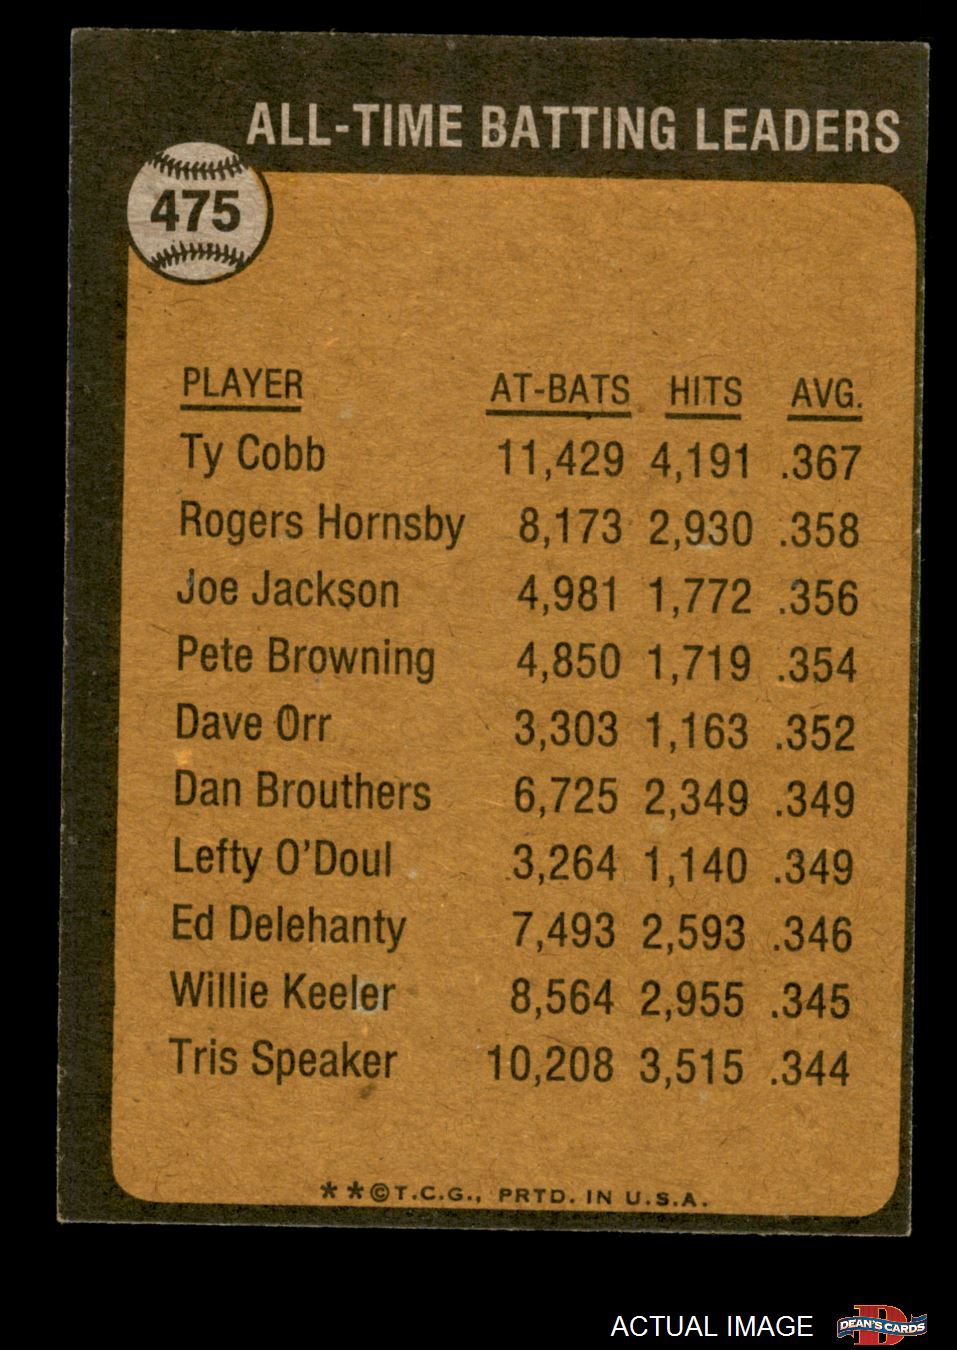 ALL-TIME BATTING LEADERS
475
PLAYER AT-BATS HITS AVG.
Ty Cobb 11,429 4,191 .367
Rogers Hornsby 8,173 2,930 .358
Joe Jackson 4,981 1,772 .356
Pete Browning 4,850 1,719 .354
Dave Orr 3,303 1,163 .352
Dan Brouthers 6,725 2,349 .349
Lefty O'Doul 3,264 1,140 .349
Ed Delehanty 7,493 2,593 .346
Willie Keeler 8,564 2,955 .345
Tris Speaker 10,208 3,515 .344
**©T.C.G., PRTD. IN U.S.A.
ACTUAL IMAGE D DEAN'S CARDS